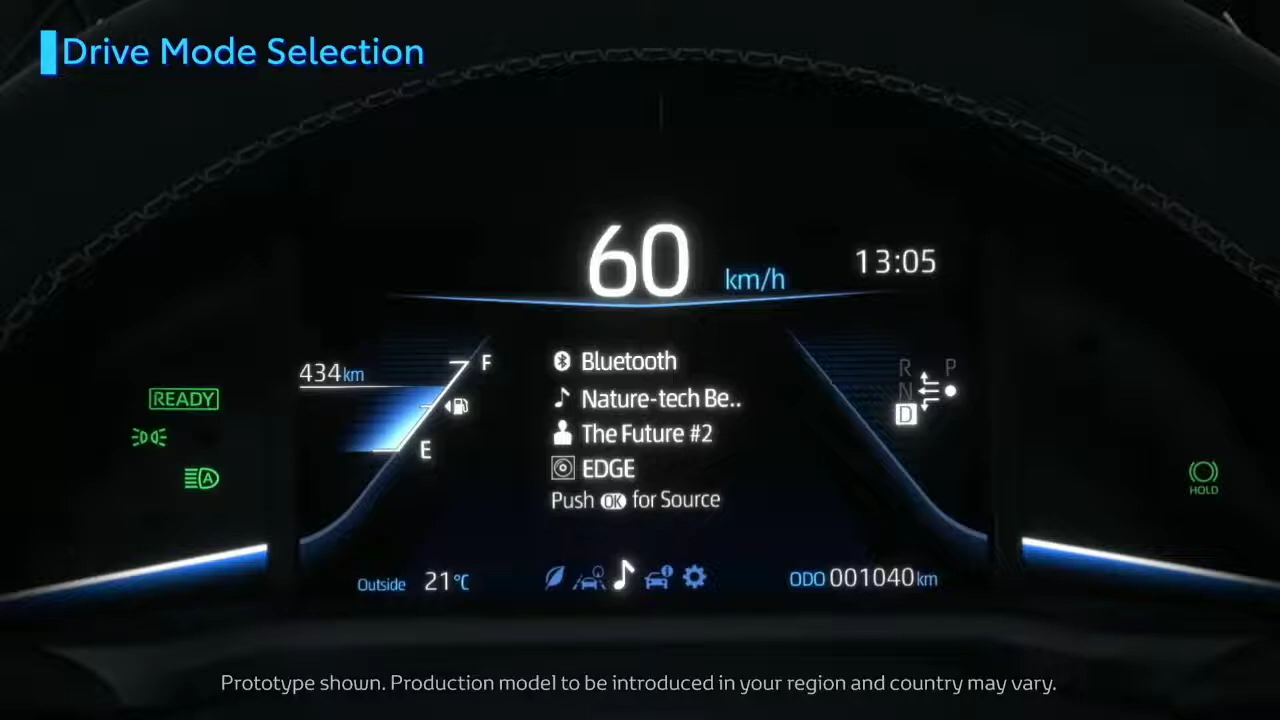 Drive Mode Selection
60 km/h
13:05
434km
F
E
READY
A
Bluetooth
Nature-tech Be..
The Future #2
EDGE
Push OK for Source
R P
N
D
HOLD
Outside 21°C
ODO 001040km
Prototype shown. Production model to be introduced in your region and country may vary.